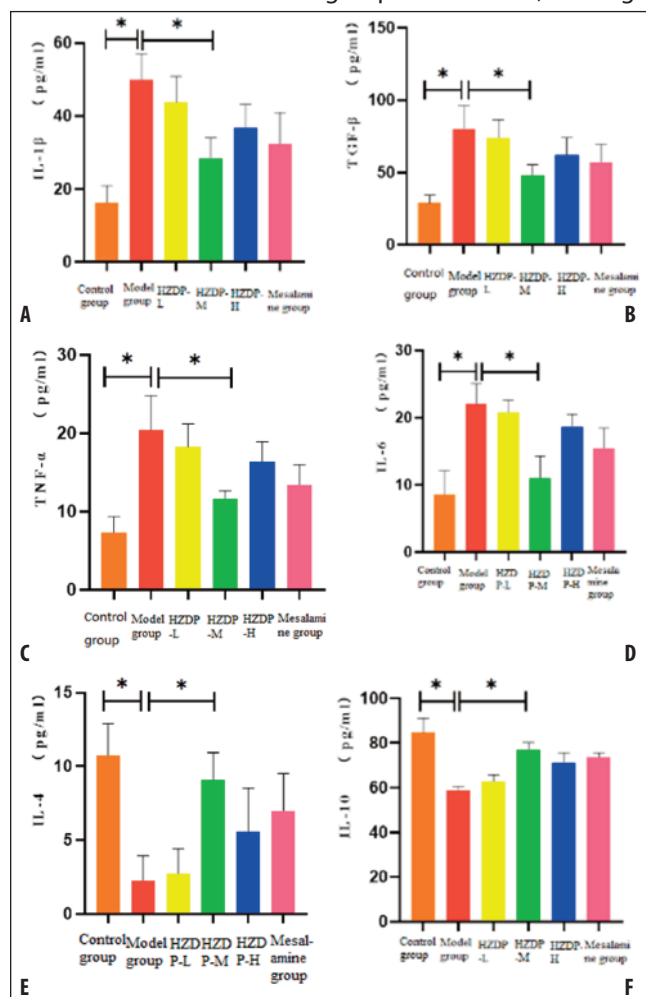 * *
60
40
20
0
IL-1β ( pg/ml)
Control group
Model group
HZDP-L
HZDP-M
HZDP-H
Mesalamine group
A
* *
150
100
50
0
TGF-β ( pg/ml)
Control group
Model group
HZDP-L
HZDP-M
HZDP-H
Mesalamine group
B
* *
30
20
10
0
TNF-α ( pg/ml)
Control group
Model group
HZDP-L
HZDP-M
HZDP-H
Mesalamine group
C
* *
30
20
10
0
IL-6 ( pg/ml)
Control group
Model group
HZDP-L
HZDP-M
HZDP-H
Mesalamine group
D
* *
15
10
5
0
IL-4 ( pg/ml)
Control group
Model group
HZDP-L
HZDP-M
HZDP-H
Mesal-amine group
E
* *
100
80
60
40
20
0
IL-10 ( pg/ml)
Control group
Model group
HZDP-L
HZDP-M
HZDP-H
Mesalamine group
F